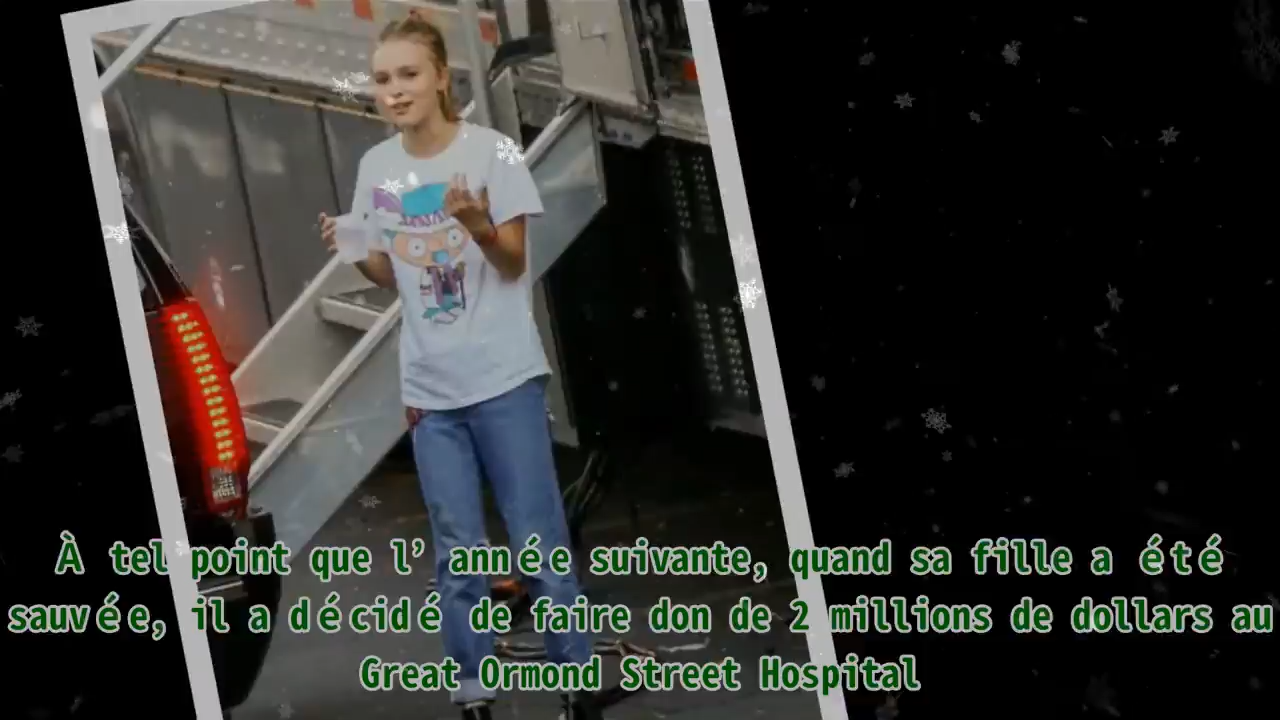 À tel point que l’ année suivante, quand sa fille a été
sauvée, il a décidé de faire don de 2 millions de dollars au
Great Ormond Street Hospital